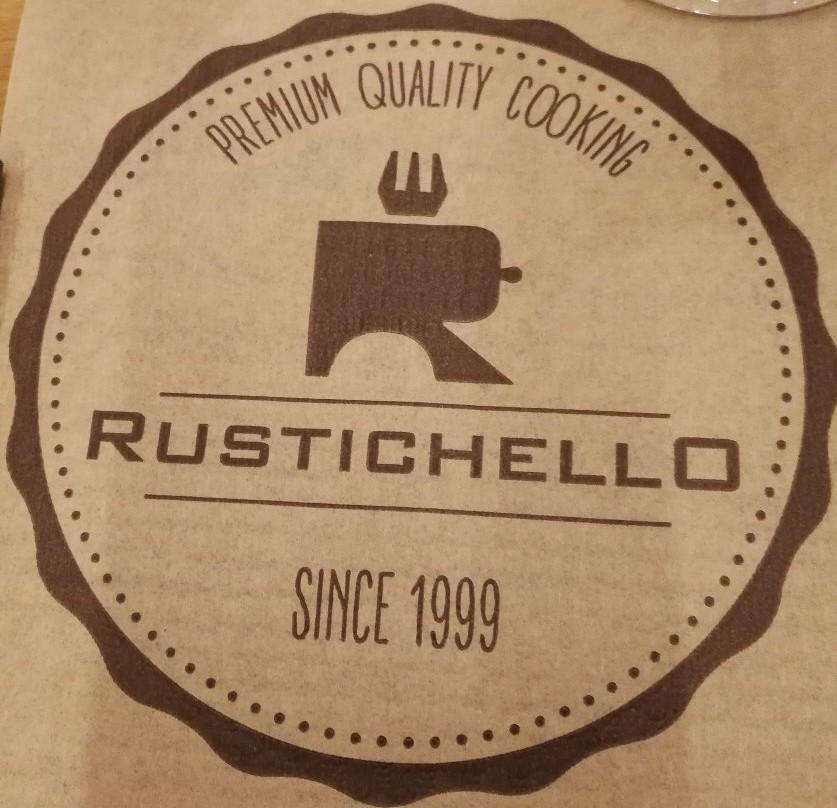 PREMIUM QUALITY COOKING
RUSTICHELLO
SINCE 1999